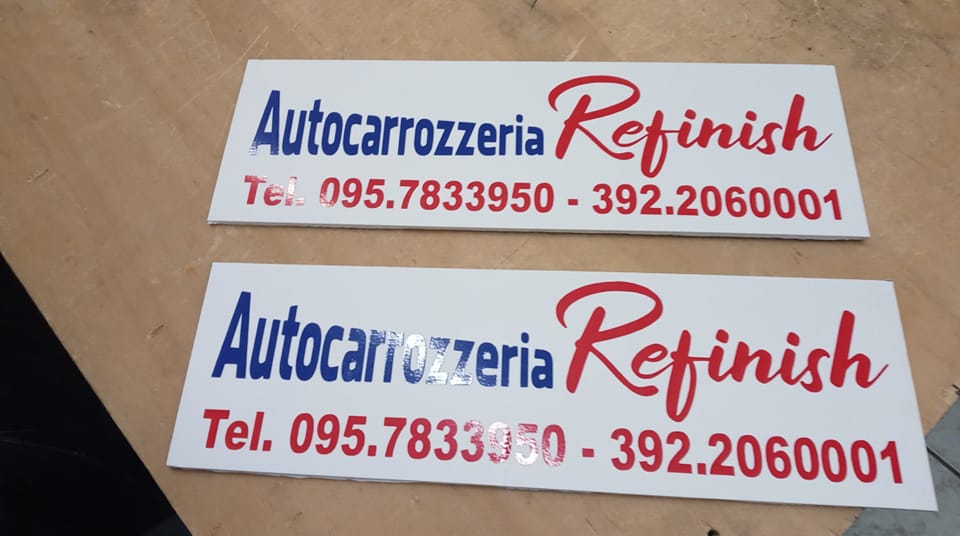 Autocarrozzeria Refinish
Tel. 095.7833950 - 392.2060001
Autocarrozzeria Refinish
Tel. 095.7833950 - 392.2060001